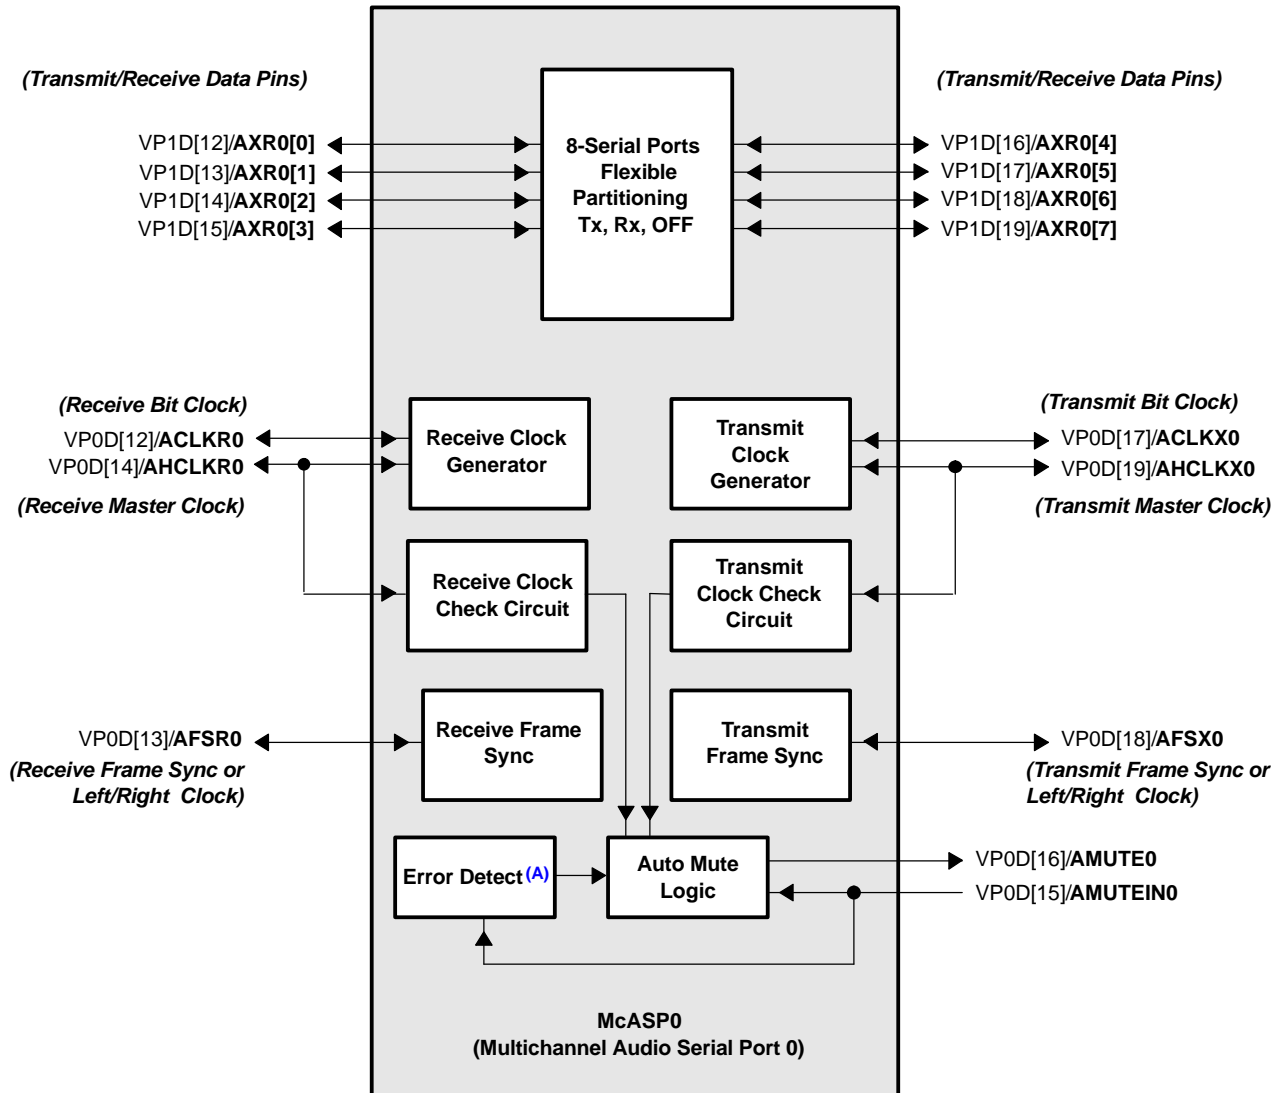 (Transmit/Receive Data Pins)
VP1D[12]/AXR0[0]
VP1D[13]/AXR0[1]
VP1D[14]/AXR0[2]
VP1D[15]/AXR0[3]
8-Serial Ports
Flexible
Partitioning
Tx, Rx, OFF
(Transmit/Receive Data Pins)
VP1D[16]/AXR0[4]
VP1D[17]/AXR0[5]
VP1D[18]/AXR0[6]
VP1D[19]/AXR0[7]
(Receive Bit Clock)
VP0D[12]/ACLKR0
VP0D[14]/AHCLKR0
(Receive Master Clock)
Receive Clock
Generator
Transmit
Clock
Generator
(Transmit Bit Clock)
VP0D[17]/ACLKX0
VP0D[19]/AHCLKX0
(Transmit Master Clock)
Receive Clock
Check Circuit
Transmit
Clock Check
Circuit
VP0D[13]/AFSR0
(Receive Frame Sync or
Left/Right Clock)
Receive Frame
Sync
Transmit
Frame Sync
VP0D[18]/AFSX0
(Transmit Frame Sync or
Left/Right Clock)
Error Detect (A)
Auto Mute
Logic
VP0D[16]/AMUTE0
VP0D[15]/AMUTEIN0
McASP0
(Multichannel Audio Serial Port 0)